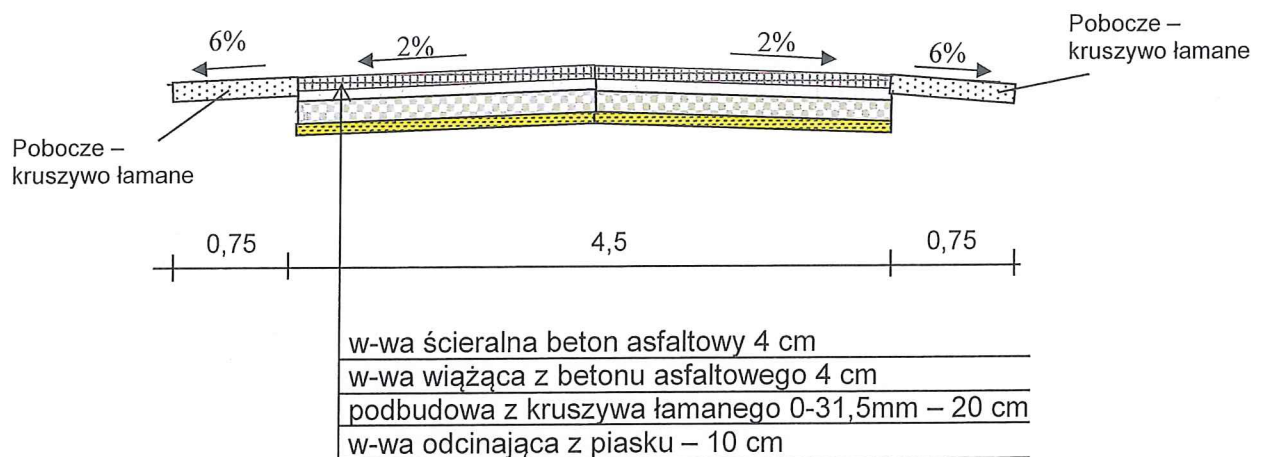 Pobocze –
kruszywo łamane
6%
2%
2%
6%
Pobocze –
kruszywo łamane
0,75
4,5
0,75
w-wa ścieralna beton asfaltowy 4 cm
w-wa wiążąca z betonu asfaltowego 4 cm
podbudowa z kruszywa łamanego 0-31,5mm – 20 cm
w-wa odcinająca z piasku – 10 cm